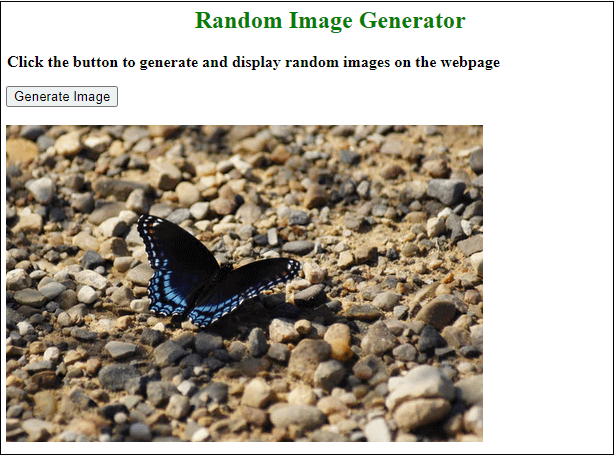 Random Image Generator
Click the button to generate and display random images on the webpage
Generate Image